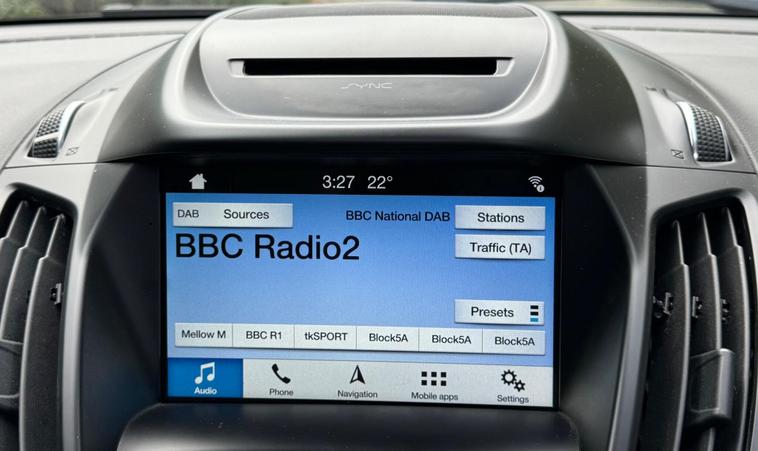 SYNC
3:27 22°
DAB Sources BBC National DAB Stations
BBC Radio2 Traffic (TA)
Presets
Mellow M BBC R1 tkSPORT Block5A Block5A Block5A
Audio Phone Navigation Mobile apps Settings